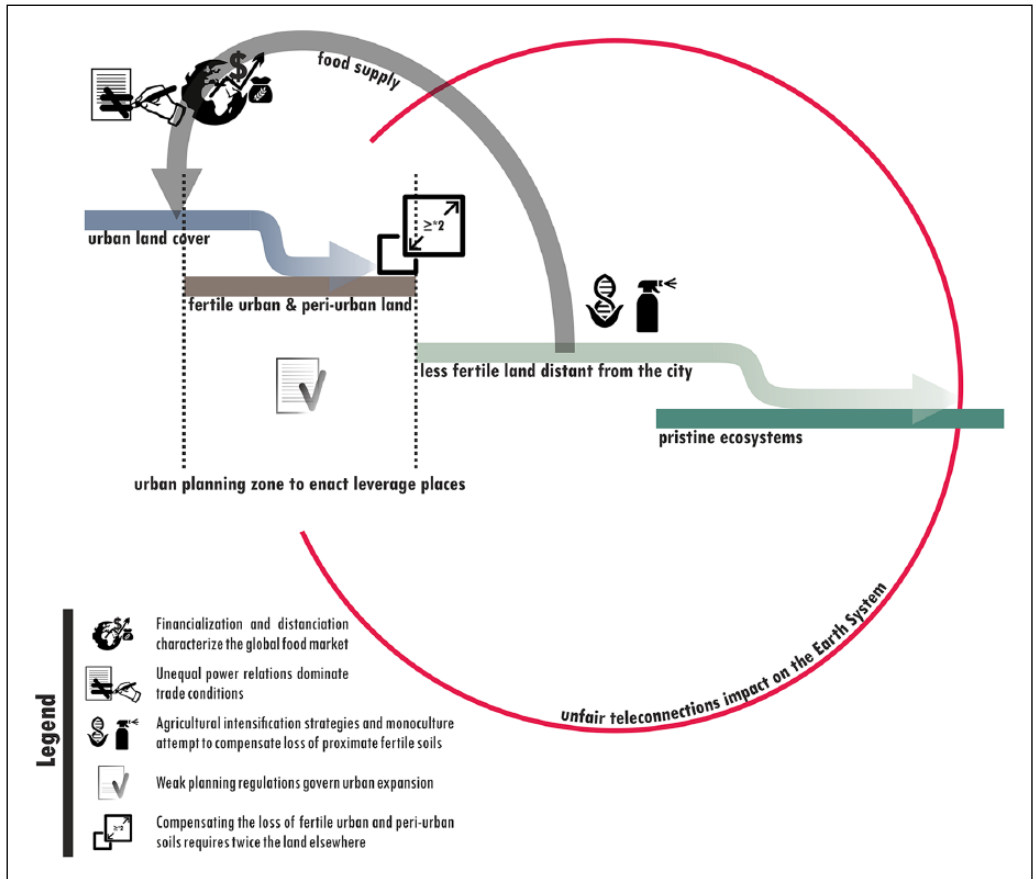 $
food supply
≥*2
urban land cover
fertile urban & peri-urban land
less fertile land distant from the city
pristine ecosystems
urban planning zone to enact leverage places
unfair teleconnections impact on the Earth System
Legend
$
Financialization and distanciation
characterize the global food market
Unequal power relations dominate
trade conditions
Agricultural intensification strategies and monoculture
attempt to compensate loss of proximate fertile soils
Weak planning regulations govern urban expansion
≥*2
Compensating the loss of fertile urban and peri-urban
soils requires twice the land elsewhere